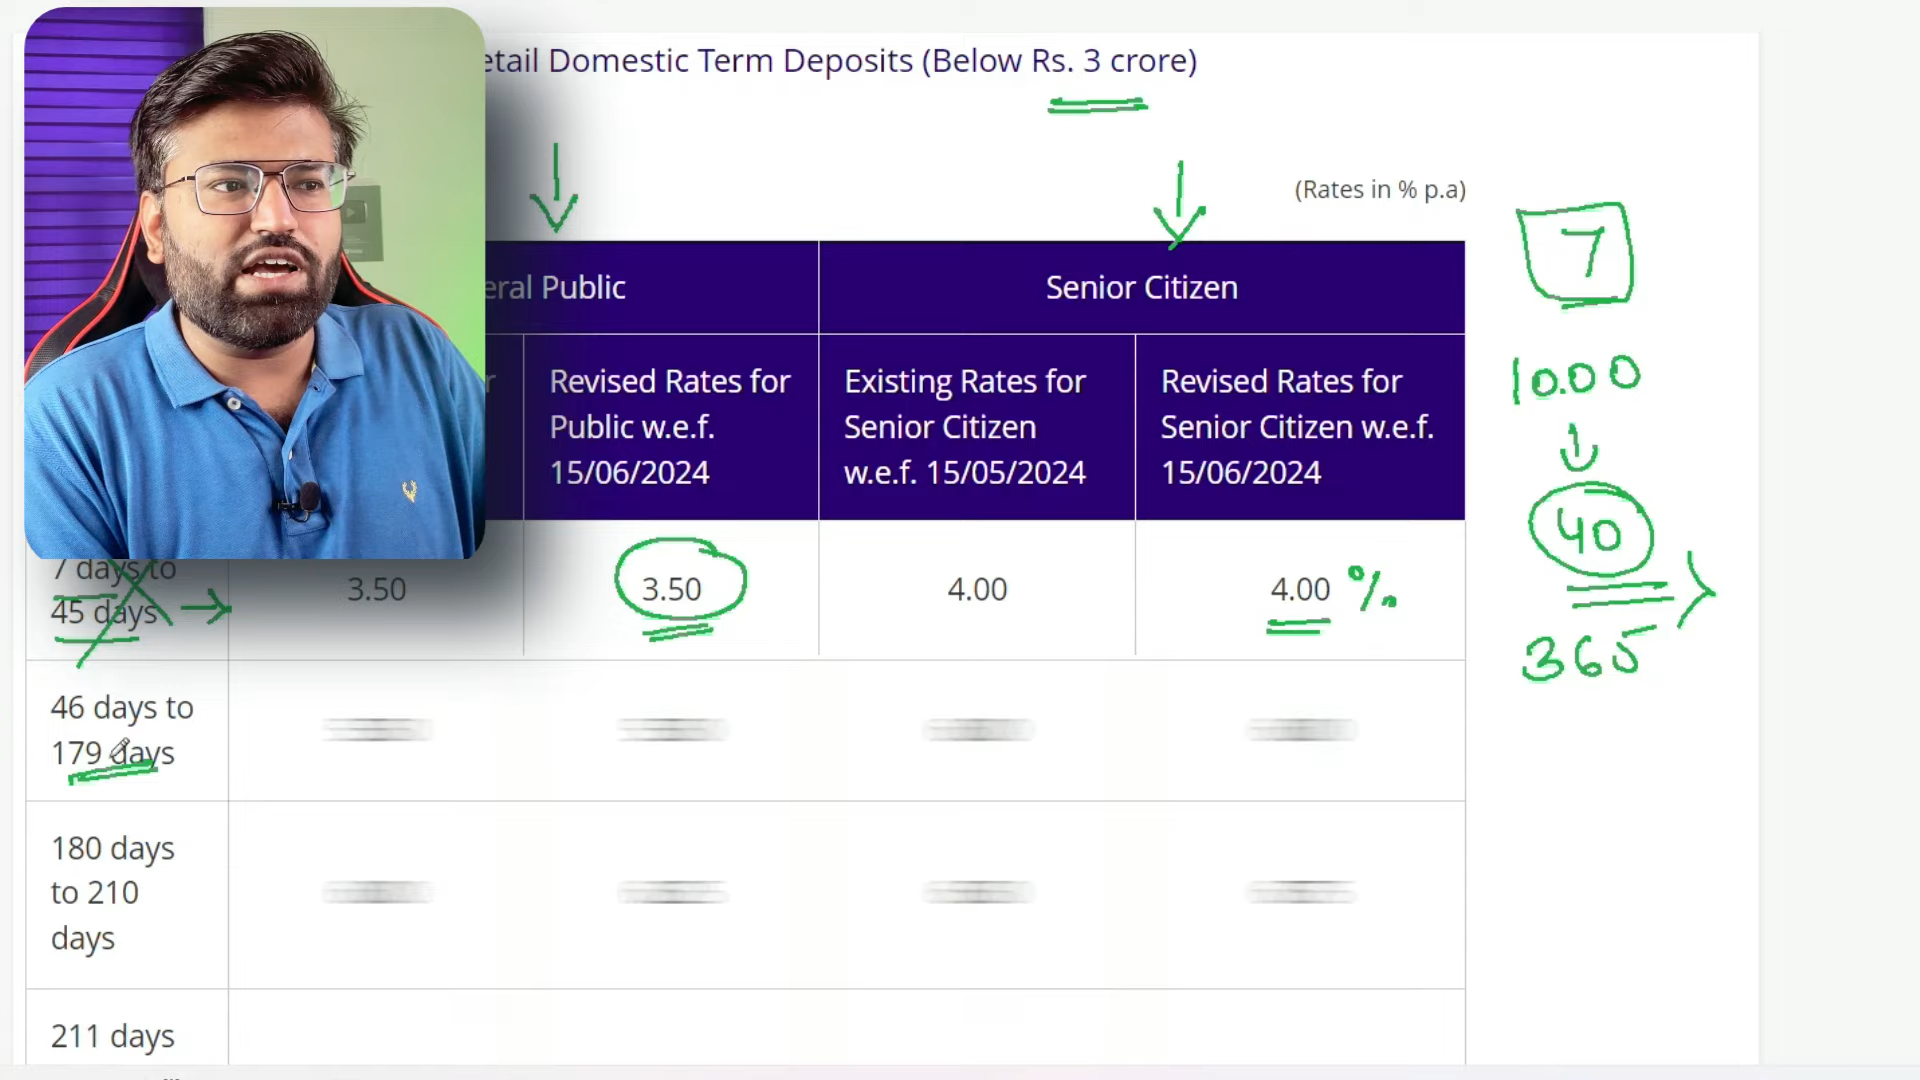 etail Domestic Term Deposits (Below Rs. 3 crore)
(Rates in % p.a)
7
eral Public
Senior Citizen
r
Revised Rates for
Public w.e.f.
15/06/2024
Existing Rates for
Senior Citizen
w.e.f. 15/05/2024
Revised Rates for
Senior Citizen w.e.f.
15/06/2024
10.00
40
365
7 days to
45 days
3.50
3.50
4.00
4.00 %
46 days to
179 days
180 days
to 210
days
211 days